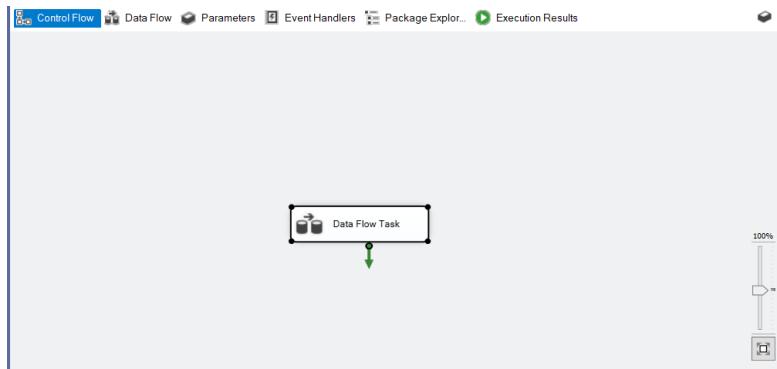 Control Flow Data Flow Parameters Event Handlers Package Explor... Execution Results
Data Flow Task
100%